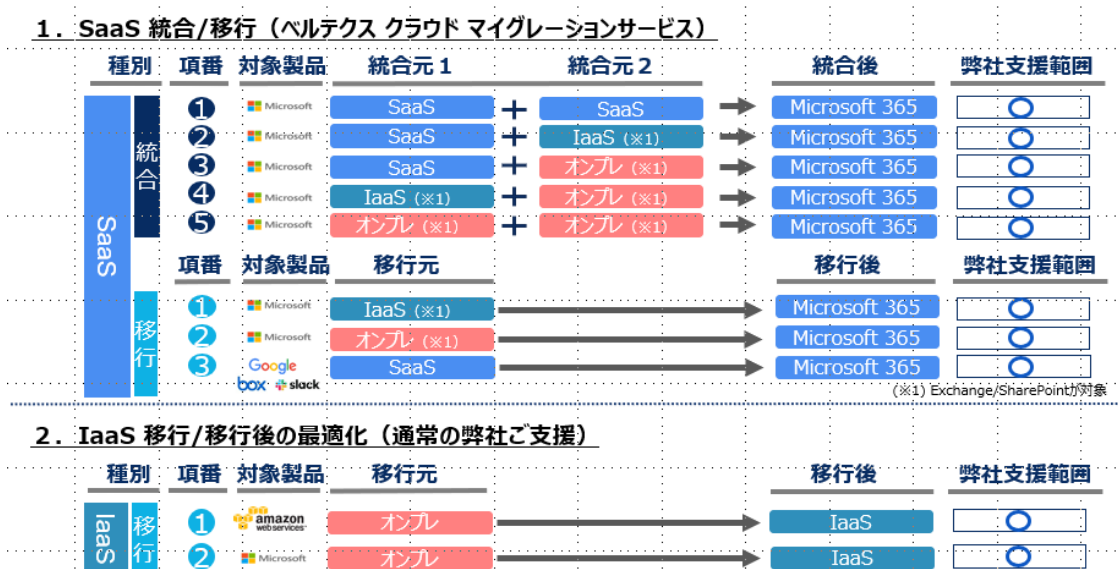 1. SaaS 統合/移行（ベルテクス クラウド マイグレーションサービス）
種別 項番 対象製品 統合元１ 統合元２ 統合後 弊社支援範囲
SaaS
統合
❶ Microsoft SaaS + SaaS Microsoft 365 〇
❷ Microsoft SaaS + IaaS (※1) Microsoft 365 〇
❸ Microsoft SaaS + オンプレ (※1) Microsoft 365 〇
❹ Microsoft IaaS (※1) + オンプレ (※1) Microsoft 365 〇
❺ Microsoft オンプレ (※1) + オンプレ (※1) Microsoft 365 〇
項番 対象製品 移行元 移行後 弊社支援範囲
移行
❶ Microsoft IaaS (※1) Microsoft 365 〇
❷ Microsoft オンプレ (※1) Microsoft 365 〇
❸ Google SaaS Microsoft 365 〇
box slack
(※1) Exchange/SharePointが対象
2. IaaS 移行/移行後の最適化（通常の弊社ご支援）
種別 項番 対象製品 移行元 移行後 弊社支援範囲
IaaS
移行
❶ amazon webservices オンプレ IaaS 〇
❷ Microsoft オンプレ IaaS 〇